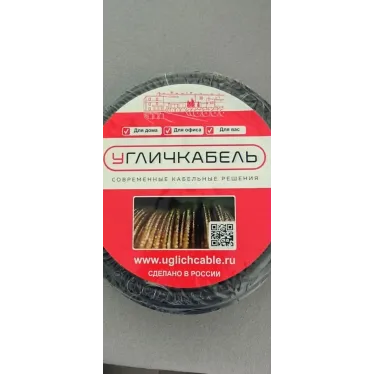 Для дома Для офиса Для вас
УГЛИЧКАБЕЛЬ
СОВРЕМЕННЫЕ КАБЕЛЬНЫЕ РЕШЕНИЯ
www.uglichcable.ru
СДЕЛАНО В РОССИИ